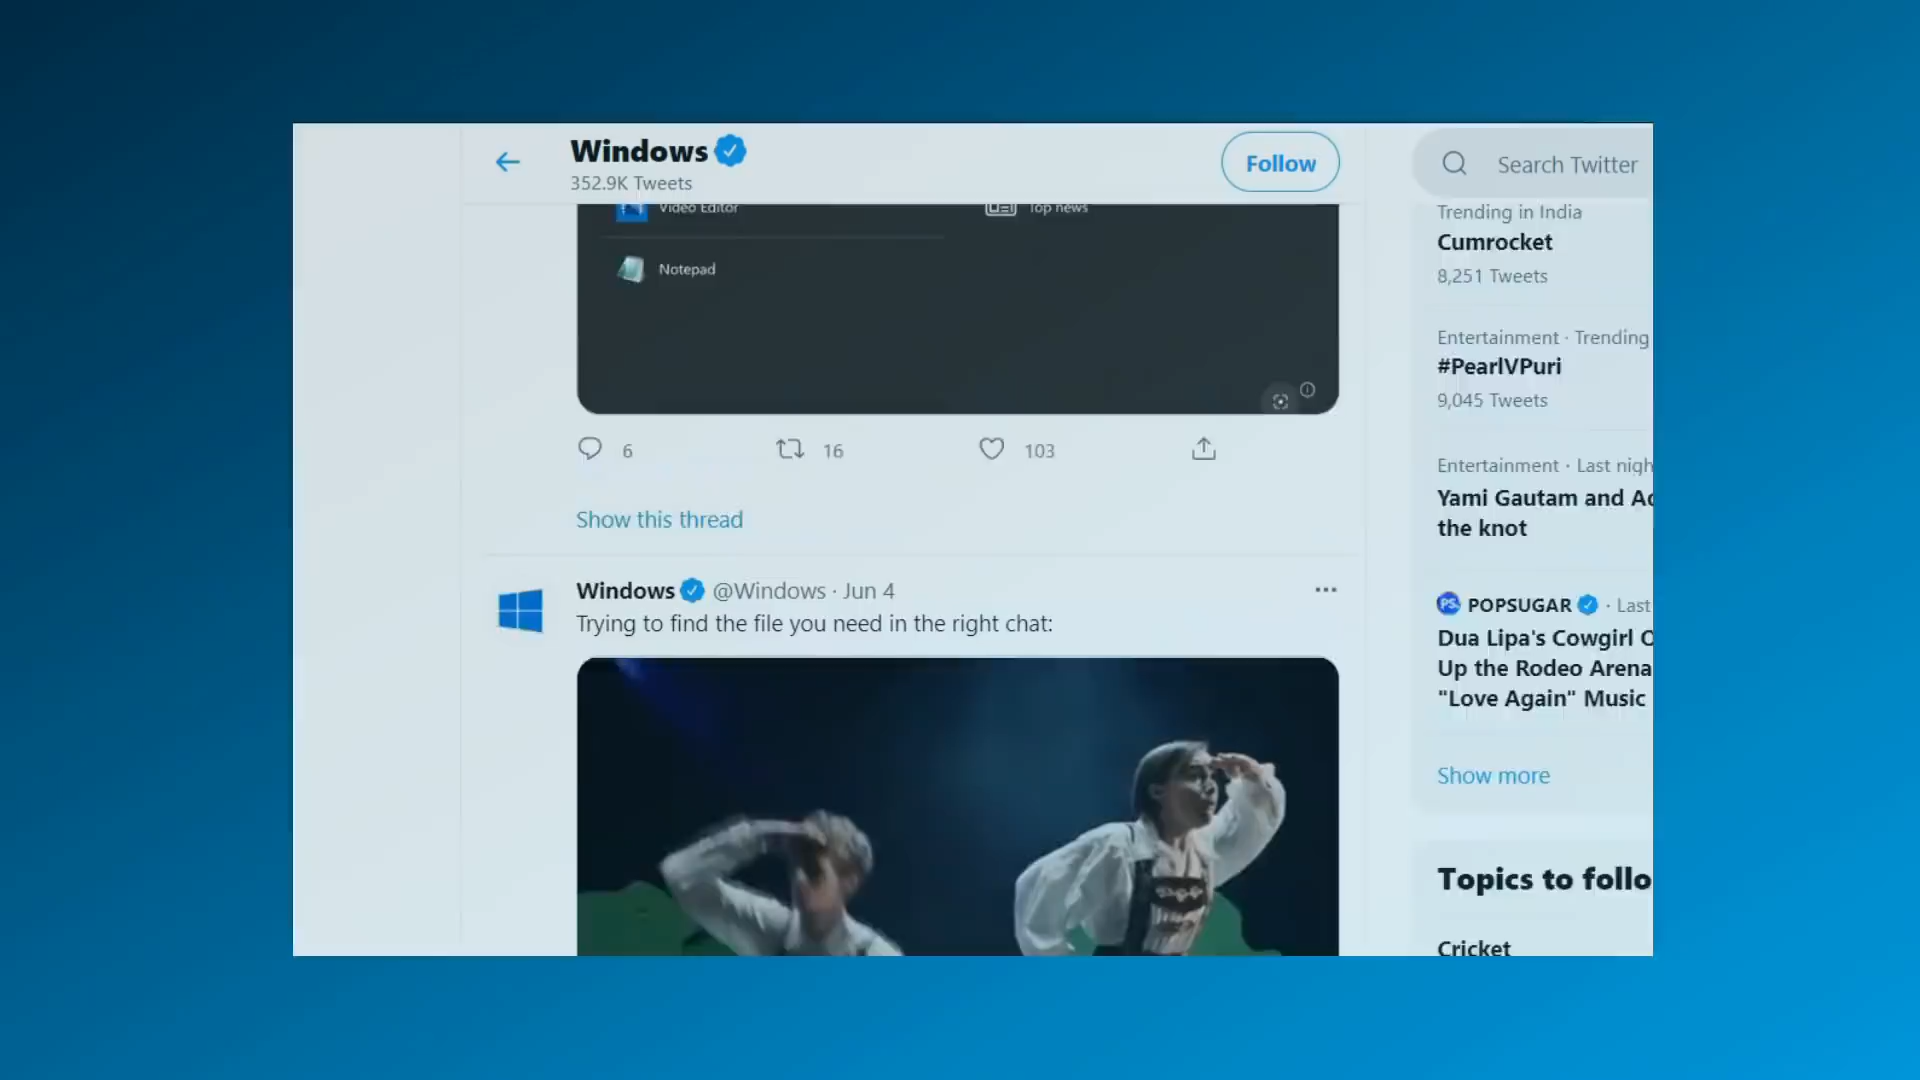 Windows
352.9K Tweets
Follow
Search Twitter
Video Editor
Top news
Notepad
6
16
103
Show this thread
Windows @Windows · Jun 4
Trying to find the file you need in the right chat:
Trending in India
Cumrocket
8,251 Tweets
Entertainment · Trending
#PearlVPuri
9,045 Tweets
Entertainment · Last nigh
Yami Gautam and A
the knot
PS. POPSUGAR · Last
Dua Lipa's Cowgirl
Up the Rodeo Arena
"Love Again" Music
Show more
Topics to follo
Cricket